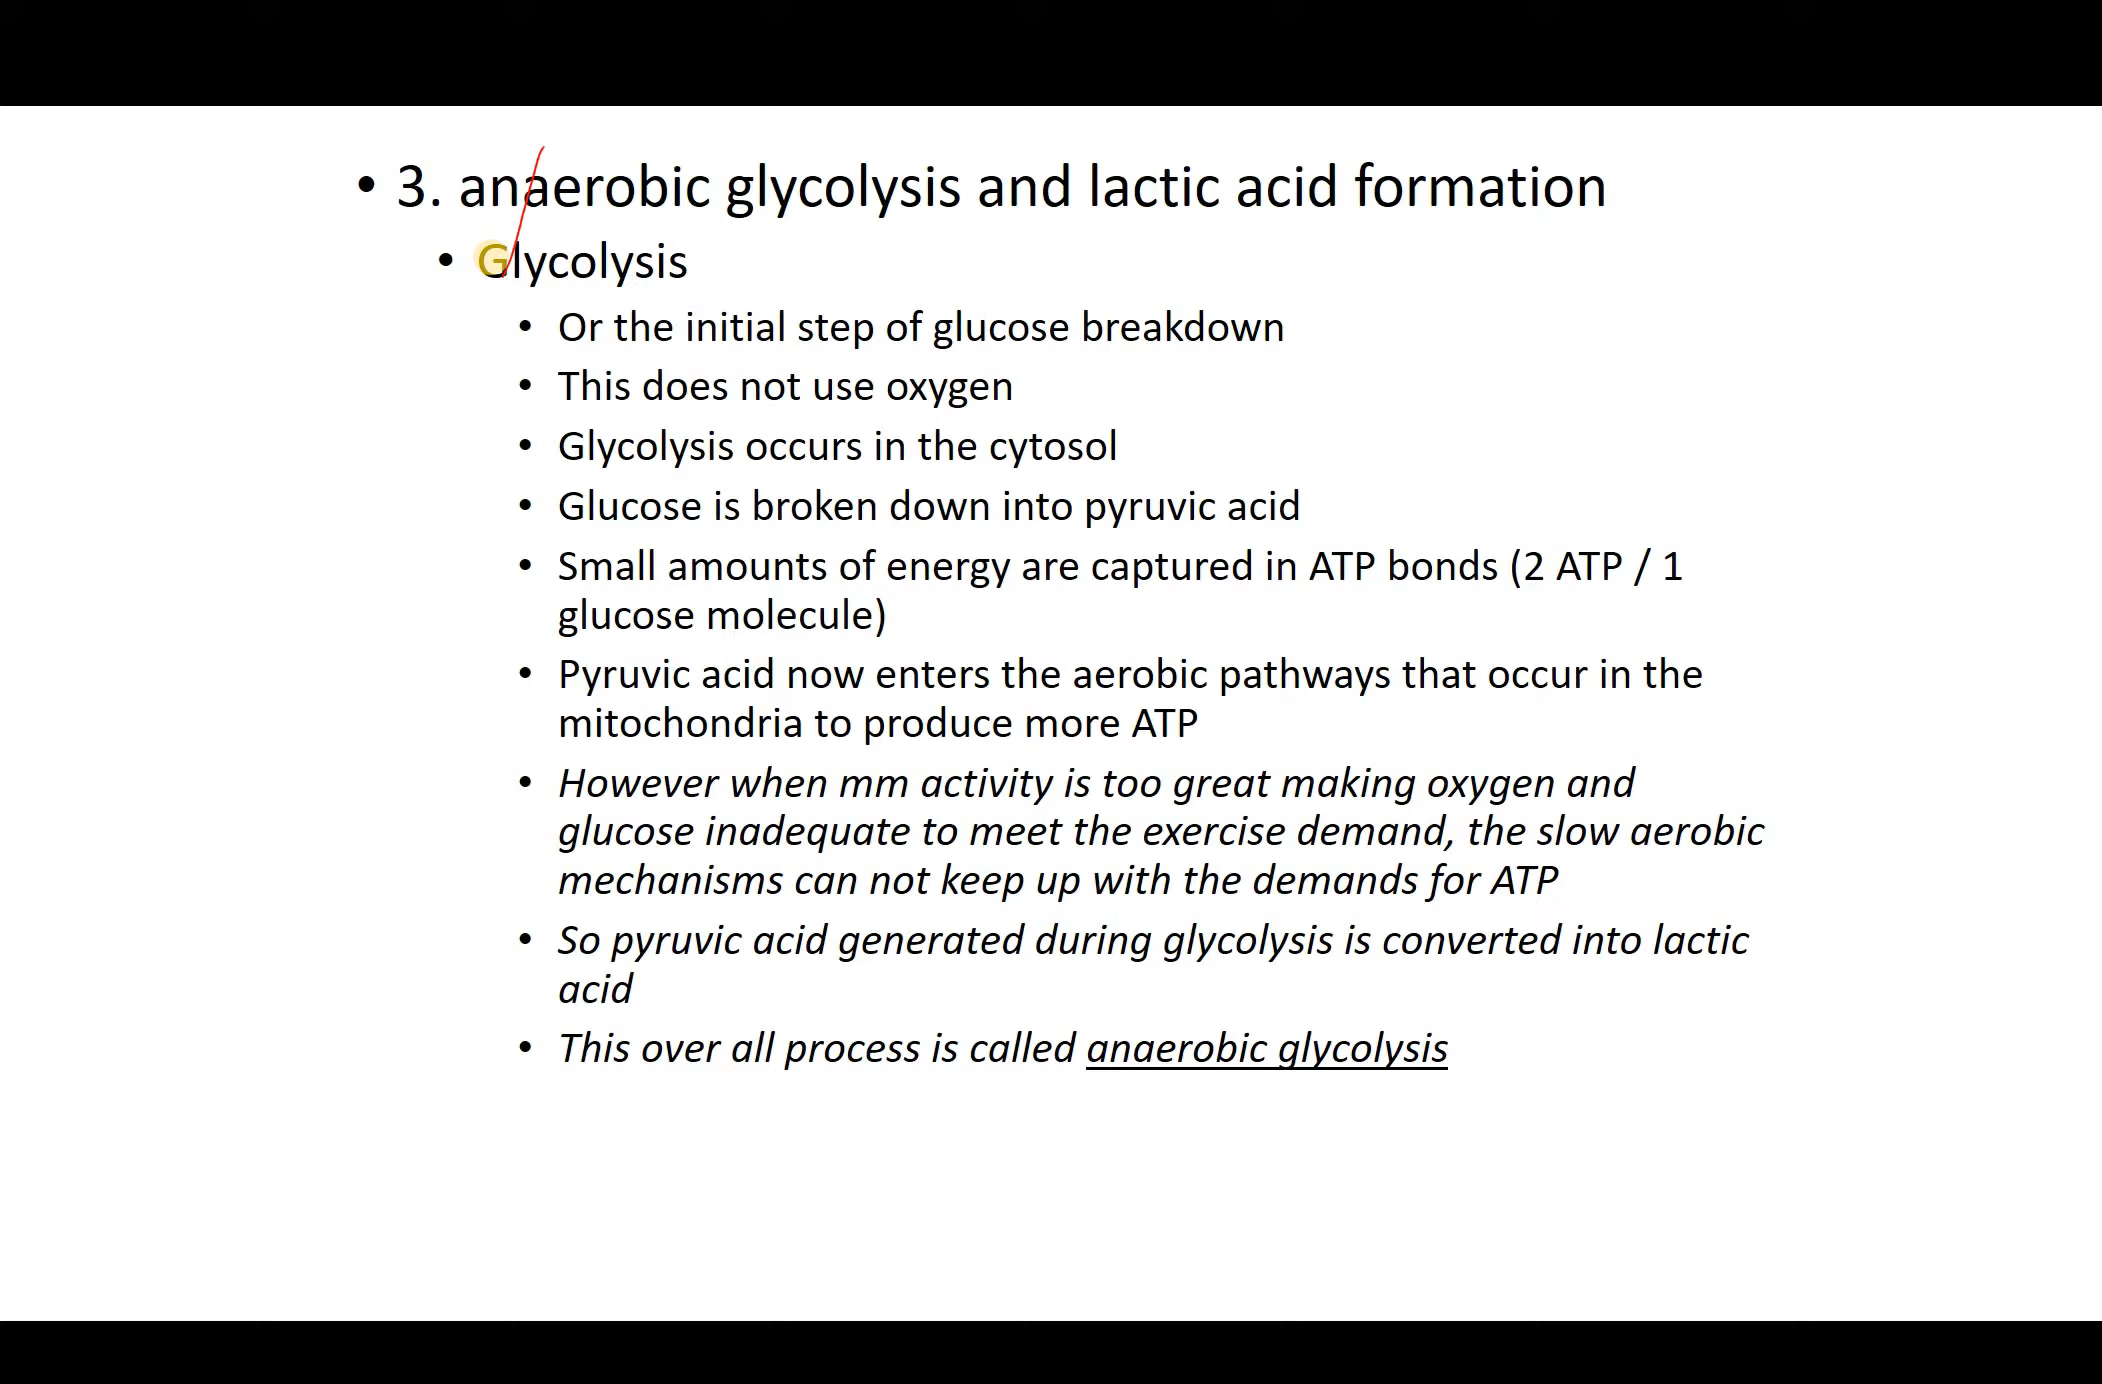 • 3. anaerobic glycolysis and lactic acid formation
• Glycolysis
• Or the initial step of glucose breakdown
• This does not use oxygen
• Glycolysis occurs in the cytosol
• Glucose is broken down into pyruvic acid
• Small amounts of energy are captured in ATP bonds (2 ATP / 1
glucose molecule)
• Pyruvic acid now enters the aerobic pathways that occur in the
mitochondria to produce more ATP
• However when mm activity is too great making oxygen and
glucose inadequate to meet the exercise demand, the slow aerobic
mechanisms can not keep up with the demands for ATP
• So pyruvic acid generated during glycolysis is converted into lactic
acid
• This over all process is called anaerobic glycolysis